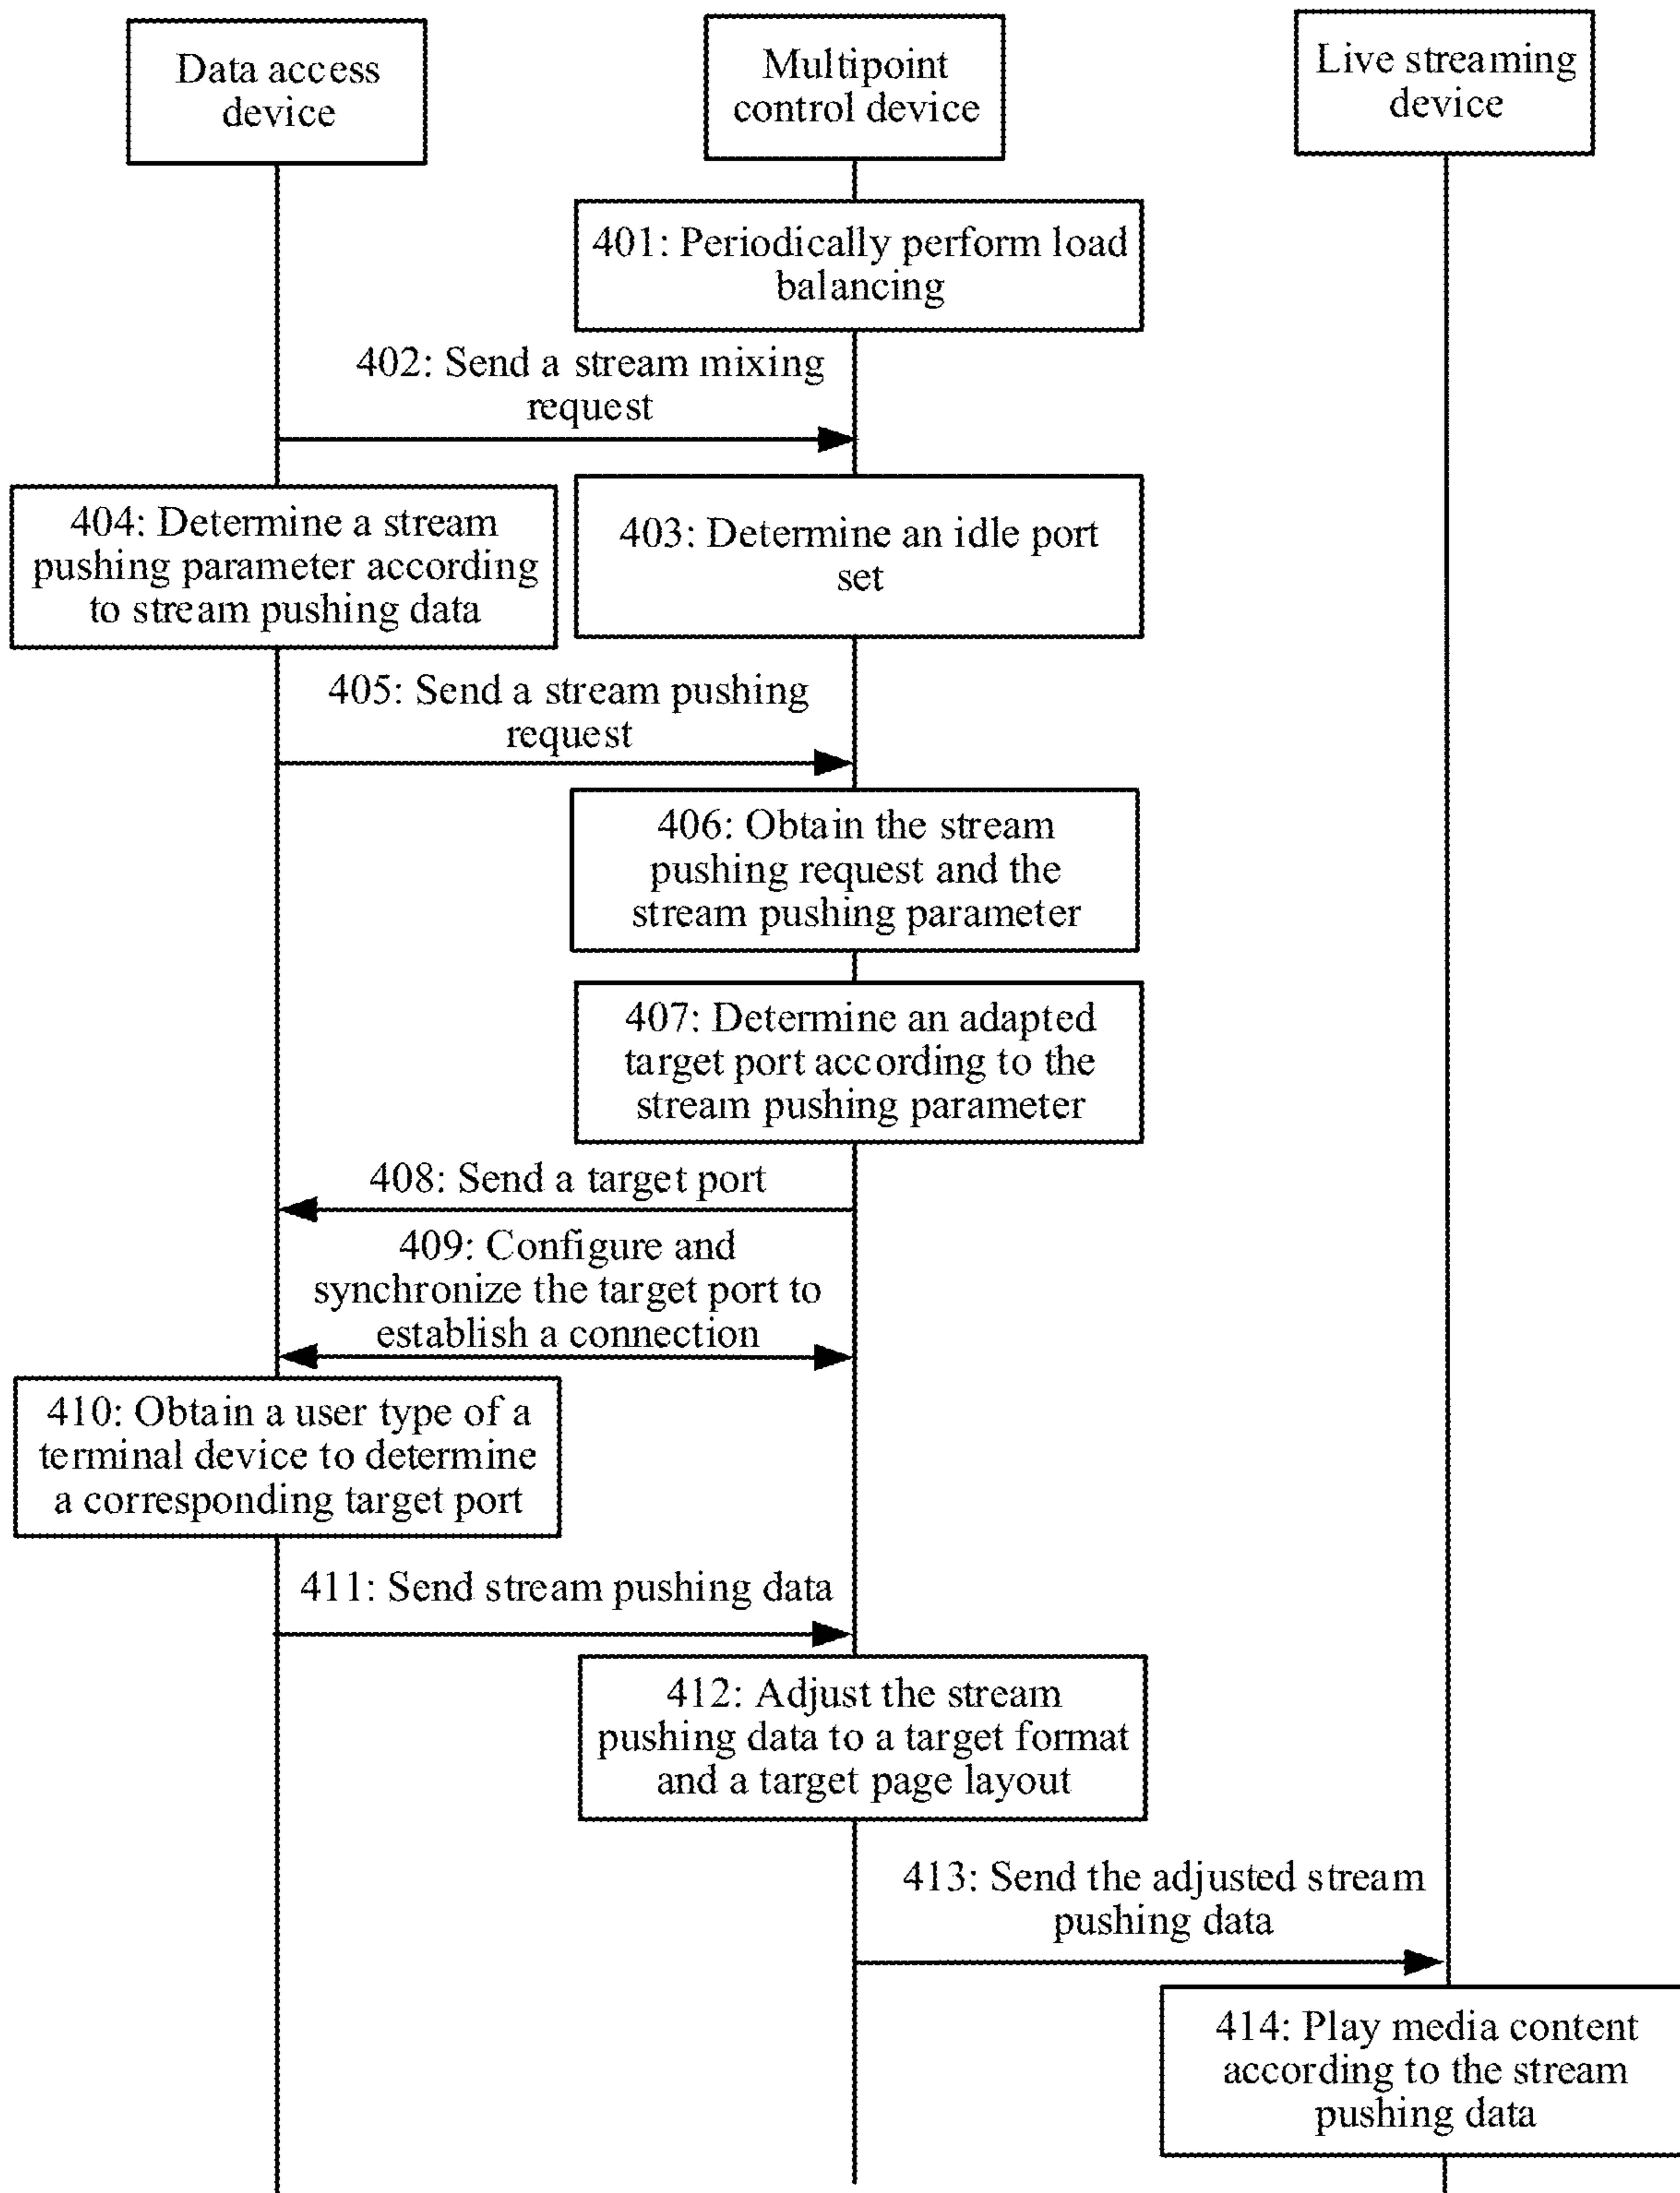 Data access
device
Multipoint
control device
Live streaming
device
401: Periodically perform load
balancing
402: Send a stream mixing
request
404: Determine a stream
pushing parameter according
to stream pushing data
403: Determine an idle port
set
405: Send a stream pushing
request
406: Obtain the stream
pushing request and the
stream pushing parameter
407: Determine an adapted
target port according to the
stream pushing parameter
408: Send a target port
409: Configure and
synchronize the target port to
establish a connection
410: Obtain a user type of a
terminal device to determine
a corresponding target port
411: Send stream pushing data
412: Adjust the stream
pushing data to a target format
and a target page layout
413: Send the adjusted stream
pushing data
414: Play media content
according to the stream
pushing data